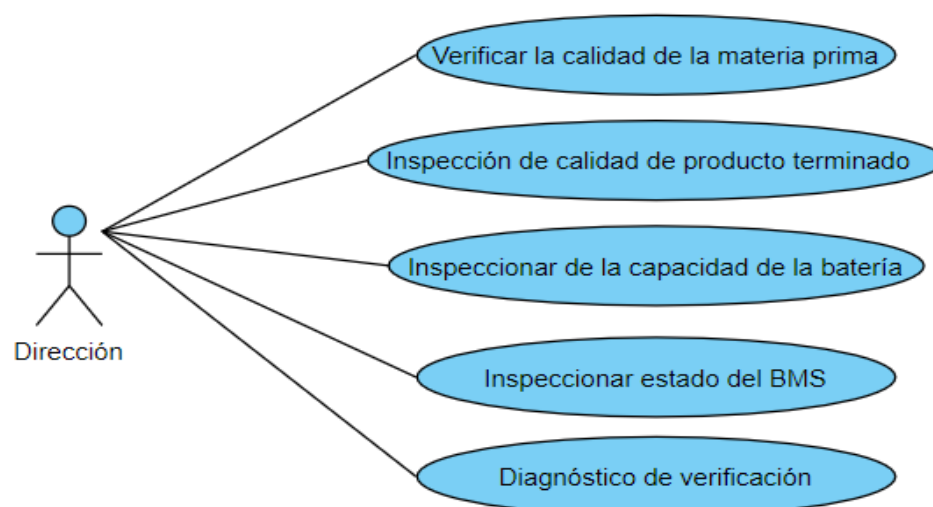 Verificar la calidad de la materia prima
Inspección de calidad de producto terminado
Inspeccionar de la capacidad de la batería
Dirección
Inspeccionar estado del BMS
Diagnóstico de verificación